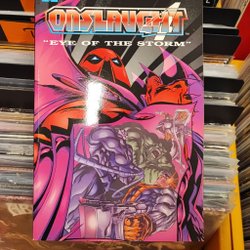 ONSLAUGHT
"EYE OF THE STORM"